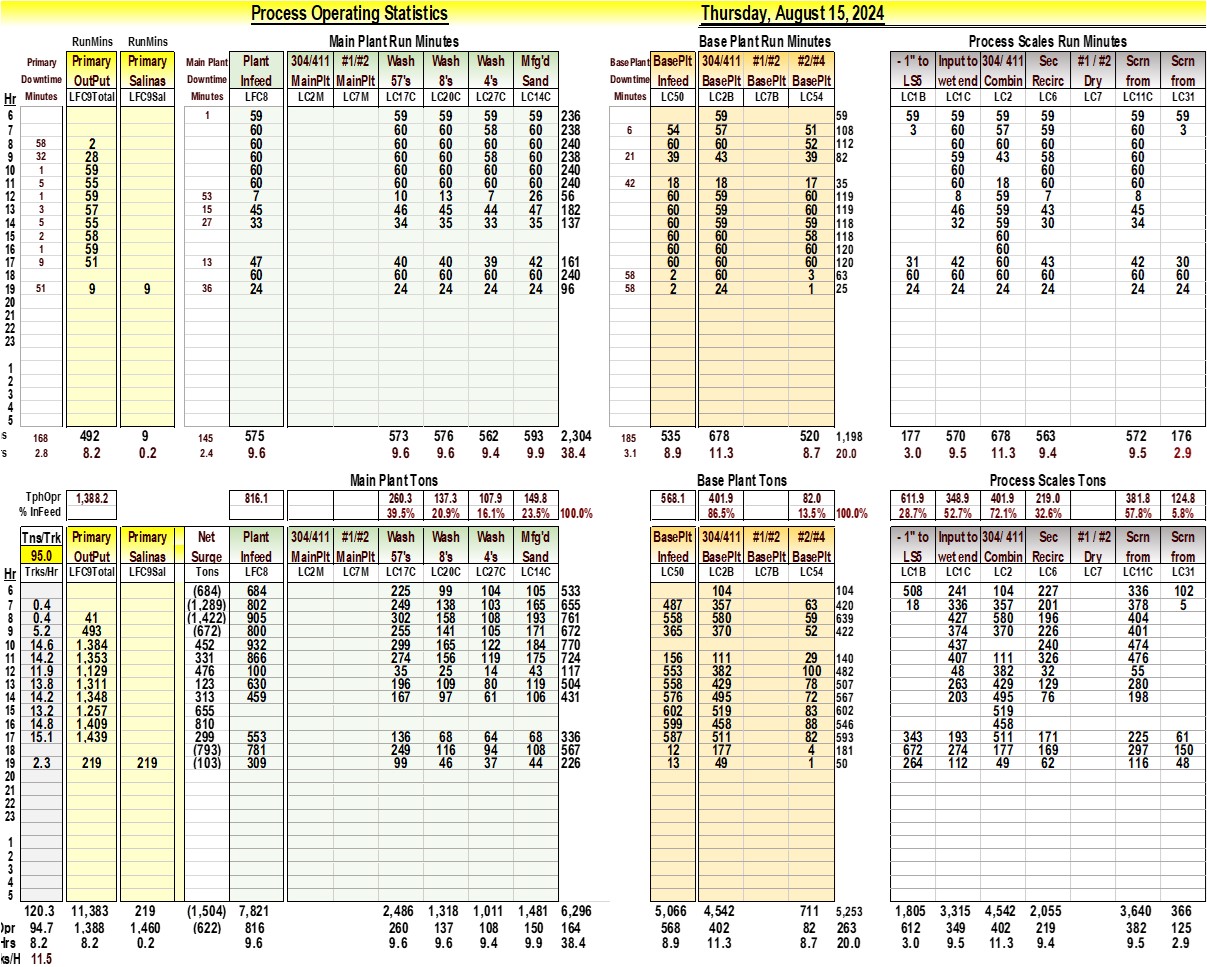 Process Operating Statistics Thursday, August 15, 2024
RunMins RunMins Main Plant Run Minutes Base Plant Run Minutes Process Scales Run Minutes
Primary Primary Primary Main Plant Plant 304/411 #1/#2 Wash Wash Wash Mfg'd Base Plant BasePlt 304/411 #1/#2 #2/#4 - 1" to Input to 304/ 411 Sec #1 / #2 Scrn Scrn
Downtime OutPut Salinas Downtime Infeed MainPlt MainPlt 57's 8's 4's Sand Downtime Infeed BasePlt BasePlt BasePlt LS5 wet end Combin Recirc Dry from from
Hr Minutes LFC9Total LFC9Sal Minutes LFC8 LC2M LC7M LC17C LC20C LC27C LC14C Minutes LC50 LC2B LC7B LC54 LC1B LC1C LC2 LC6 LC7 LC11C LC31
6 1 59 59 59 59 59 236 59 59 59 59 59 59 59 59
7 60 60 60 58 60 238 6 54 57 51 108 3 60 57 59 60 3
8 58 2 60 60 60 60 60 240 60 60 52 112 60 60 60 60
9 32 28 60 60 60 58 60 238 21 39 43 39 82 59 43 58 60
10 1 59 60 60 60 60 60 240 60 60 60
11 5 55 60 60 60 60 60 240 42 18 18 17 35 60 18 60 60
12 1 59 53 7 10 13 7 26 56 60 59 60 119 8 59 7 8
13 3 57 15 45 46 45 44 47 182 60 59 60 119 46 59 43 45
14 5 55 27 33 34 35 33 35 137 60 59 59 118 32 59 30 34
15 2 58 60 60 58 118 60
16 1 59 60 60 60 120 60
17 9 51 13 47 40 40 39 42 161 60 60 60 120 31 42 60 43 42 30
18 60 60 60 60 60 240 58 2 60 3 63 60 60 60 60 60 60
19 51 9 9 36 24 24 24 24 24 96 58 2 24 1 25 24 24 24 24 24 24
20
21
22
23
1
2
3
4
5
s 168 492 9 145 575 573 576 562 593 2,304 185 535 678 520 1,198 177 570 678 563 572 176
s 2.8 8.2 0.2 2.4 9.6 9.6 9.6 9.4 9.9 38.4 3.1 8.9 11.3 8.7 20.0 3.0 9.5 11.3 9.4 9.5 2.9
Main Plant Tons Base Plant Tons Process Scales Tons
TphOpr 1,388.2 816.1 260.3 137.3 107.9 149.8 568.1 401.9 82.0 611.9 348.9 401.9 219.0 381.8 124.8
% InFeed 39.5% 20.9% 16.1% 23.5% 100.0% 86.5% 13.5% 100.0% 28.7% 52.7% 72.1% 32.6% 57.8% 5.8%
Tns/Trk Primary Primary Net Plant 304/411 #1/#2 Wash Wash Wash Mfg'd BasePlt 304/411 #1/#2 #2/#4 - 1" to Input to 304/ 411 Sec #1 / #2 Scrn Scrn
95.0 OutPut Salinas Surge Infeed MainPlt MainPlt 57's 8's 4's Sand Infeed BasePlt BasePlt BasePlt LS5 wet end Combin Recirc Dry from from
Hr Trks/Hr LFC9Total LFC9Sal Tons LFC8 LC2M LC7M LC17C LC20C LC27C LC14C LC50 LC2B LC7B LC54 LC1B LC1C LC2 LC6 LC7 LC11C LC31
6 (684) 684 225 99 104 105 533 104 104 508 241 104 227 336 102
7 0.4 (1,289) 802 249 138 103 165 655 487 357 63 420 18 336 357 201 378 5
8 0.4 41 (1,422) 905 302 158 108 193 761 558 580 59 639 427 580 196 404
9 5.2 493 (672) 800 255 141 105 171 672 365 370 52 422 374 370 226 401
10 14.6 1,384 452 932 299 165 122 184 770 437 240 474
11 14.2 1,353 331 866 274 156 119 175 724 156 111 29 140 407 111 326 476
12 11.9 1,129 476 100 35 25 14 43 117 553 382 100 482 48 382 32 55
13 13.8 1,311 123 630 196 109 80 119 504 558 429 78 507 263 429 129 280
14 14.2 1,348 313 459 167 97 61 106 431 576 495 72 567 203 495 76 198
15 13.2 1,257 655 602 519 83 602 519
16 14.8 1,409 810 599 458 88 546 458
17 15.1 1,439 299 553 136 68 64 68 336 587 511 82 593 343 193 511 171 225 61
18 (793) 781 249 116 94 108 567 12 177 4 181 672 274 177 169 297 150
19 2.3 219 219 (103) 309 99 46 37 44 226 13 49 1 50 264 112 49 62 116 48
20
21
22
23
1
2
3
4
5
120.3 11,383 219 (1,504) 7,821 2,486 1,318 1,011 1,481 6,296 5,066 4,542 711 5,253 1,805 3,315 4,542 2,055 3,640 366
Opr 94.7 1,388 1,460 (622) 816 260 137 108 150 164 568 402 82 263 612 349 402 219 382 125
Hrs 8.2 8.2 0.2 9.6 9.6 9.6 9.4 9.9 38.4 8.9 11.3 8.7 20.0 3.0 9.5 11.3 9.4 9.5 2.9
ks/H 11.5